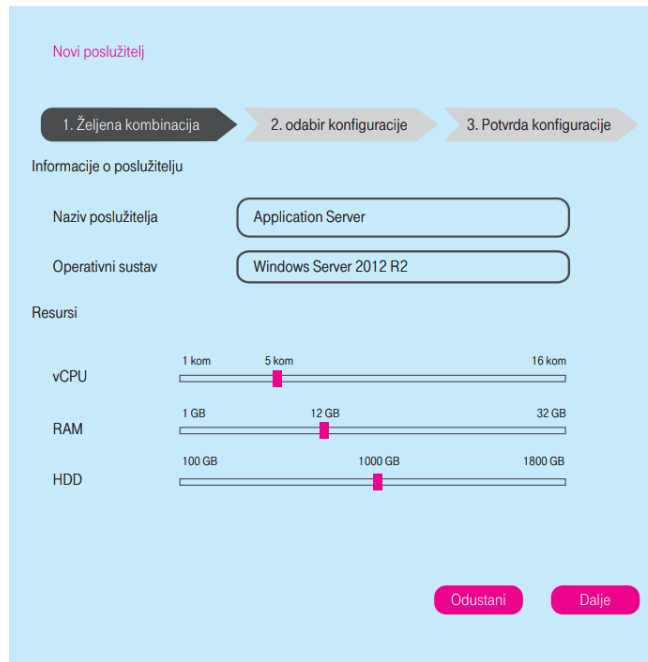 Novi poslužitelj
1. Željena kombinacija 2. odabir konfiguracije 3. Potvrda konfiguracije
Informacije o poslužitelju
Naziv poslužitelja Application Server
Operativni sustav Windows Server 2012 R2
Resursi
1 kom 5 kom 16 kom
vCPU
1 GB 12 GB 32 GB
RAM
100 GB 1000 GB 1800 GB
HDD
Odustani Dalje